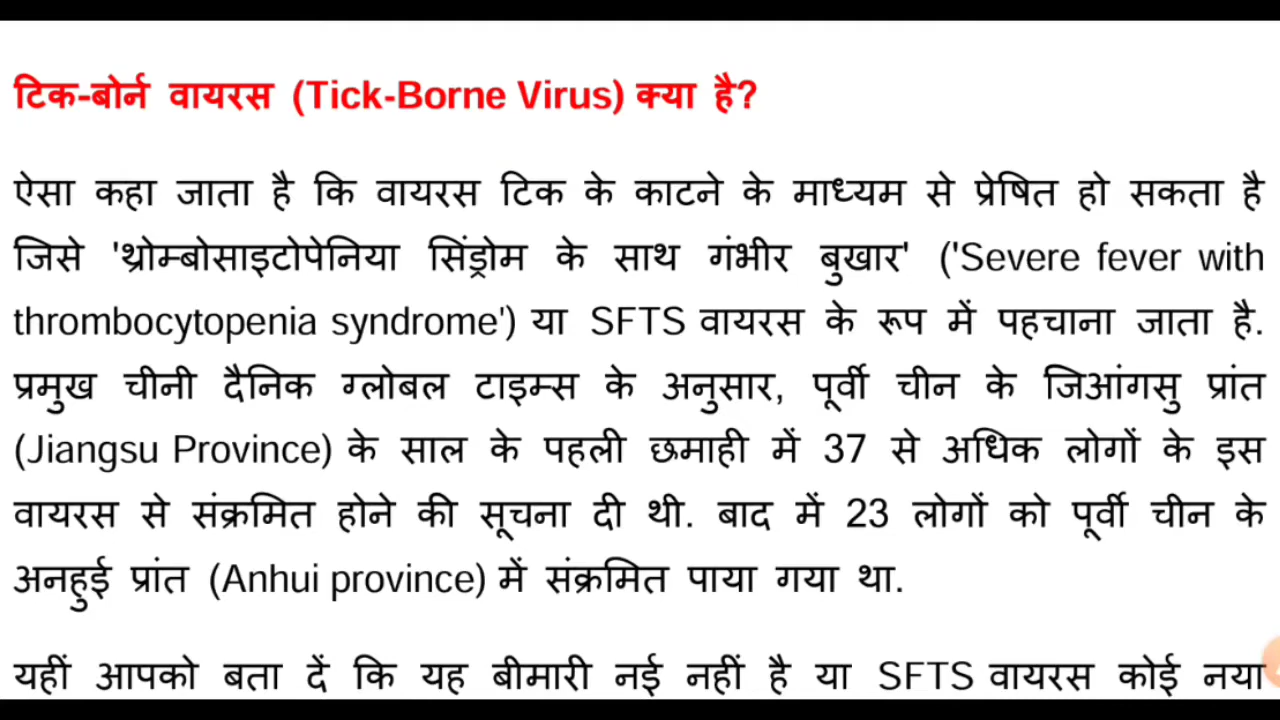 टिक-बोर्न वायरस (Tick-Borne Virus) क्या है?
ऐसा कहा जाता है कि वायरस टिक के काटने के माध्यम से प्रेषित हो सकता है
जिसे 'थ्रोम्बोसाइटोपेनिया सिंड्रोम के साथ गंभीर बुखार' ('Severe fever with
thrombocytopenia syndrome') या SFTS वायरस के रूप में पहचाना जाता है.
प्रमुख चीनी दैनिक ग्लोबल टाइम्स के अनुसार, पूर्वी चीन के जिआंगसु प्रांत
(Jiangsu Province) के साल के पहली छमाही में 37 से अधिक लोगों के इस
वायरस से संक्रमित होने की सूचना दी थी. बाद में 23 लोगों को पूर्वी चीन के
अनहुई प्रांत (Anhui province) में संक्रमित पाया गया था.
यहीं आपको बता दें कि यह बीमारी नई नहीं है या SFTS वायरस कोई नया